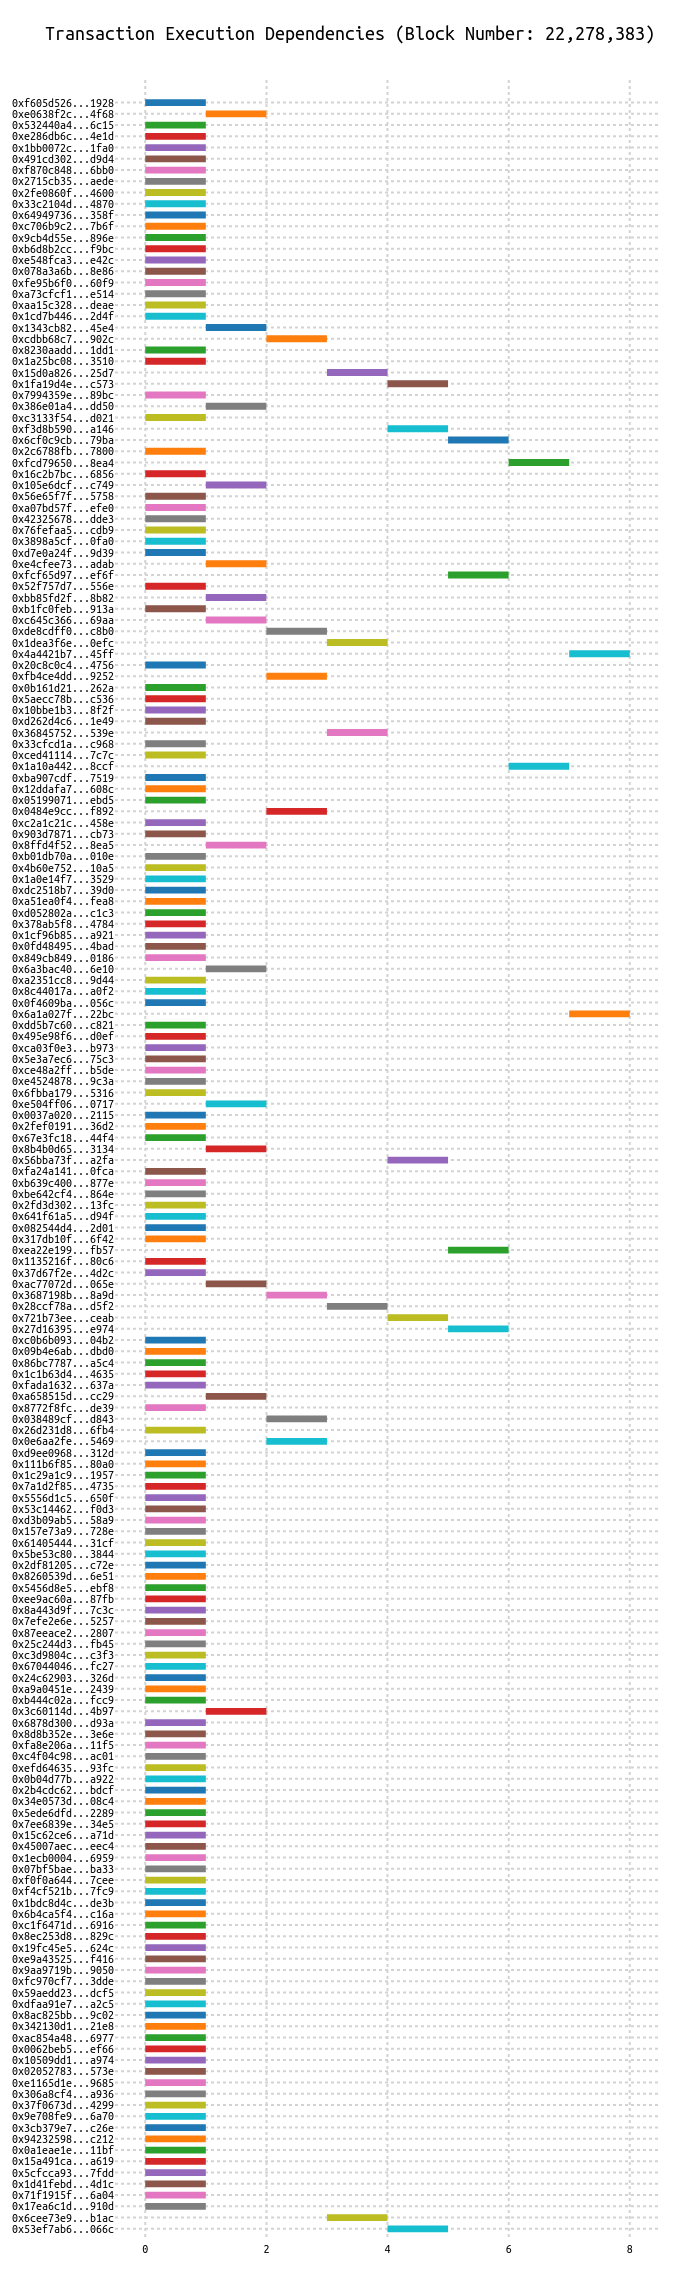 Transaction Execution Dependencies (Block Number: 22,278,383)
0xf605d526...1928
0xe0638f2c...4f68
0x532440a4...6c15
0xe286db6c...4e1d
0x1bb0072c...1fa0
0x491cd302...d9d4
0xf870c848...6bb0
0x2715cb35...aede
0x2fe0860f...4600
0x33c2104d...4870
0x64949736...358f
0xc706b9c2...7b6f
0x9cb4d55e...896e
0xb6d8b2cc...f9bc
0xe548fca3...e42c
0x078a3a6b...8e86
0xfe95b6f0...60f9
0xa73cfcf1...e514
0xaa15c328...deae
0x1cd7b446...2d4f
0x1343cb82...45e4
0xcdbb68c7...902c
0x8230aadd...1dd1
0x1a25bc08...3510
0x15d0a826...25d7
0x1fa19d4e...c573
0x7994359e...89bc
0x386e01a4...dd50
0xc3133f54...d021
0xf3d8b590...a146
0x6cf0c9cb...79ba
0x2c6788fb...7800
0xfcd79650...8ea4
0x16c2b7bc...6856
0x105e6dcf...c749
0x56e65f7f...5758
0xa07bd57f...efe0
0x42325678...dde3
0x76fefaa5...cdb9
0x3898a5cf...0fa0
0xd7e0a24f...9d39
0xe4cfee73...adab
0xfcf65d97...ef6f
0x52f757d7...556e
0xbb85fd2f...8b82
0xb1fc0feb...913a
0xc645c366...69aa
0xde8cdff0...c8b0
0x1dea3f6e...0efc
0x4a4421b7...45ff
0x20c8c0c4...4756
0xfb4ce4dd...9252
0x0b161d21...262a
0x5aecc78b...c536
0x10bbe1b3...8f2f
0xd262d4c6...1e49
0x36845752...539e
0x33cfcd1a...c968
0xced41114...7c7c
0x1a10a442...8ccf
0xba907cdf...7519
0x12ddafa7...608c
0x05199071...ebd5
0x0484e9cc...f892
0xc2a1c21c...458e
0x903d7871...cb73
0x8ffd4f52...8ea5
0xb01db70a...010e
0x4b60e752...10a5
0x1a0e14f7...3529
0xdc2518b7...39d0
0xa51ea0f4...fea8
0xd052802a...c1c3
0x378ab5f8...4784
0x1cf96b85...a921
0x0fd48495...4bad
0x849cb849...0186
0x6a3bac40...6e10
0xa2351cc8...9d44
0x8c44017a...a0f2
0x0f4609ba...056c
0x6a1a027f...22bc
0xdd5b7c60...c821
0x495e98f6...d0ef
0xca03f0e3...b973
0x5e3a7ec6...75c3
0xce48a2ff...b5de
0xe4524878...9c3a
0x6fbba179...5316
0xe504ff06...0717
0x0037a020...2115
0x2fef0191...36d2
0x67e3fc18...44f4
0x8b4b0d65...3134
0x56bba73f...a2fa
0xfa24a141...0fca
0xb639c400...877e
0xbe642cf4...864e
0x2fd3d302...13fc
0x641f61a5...d94f
0x082544d4...2d01
0x317db10f...6f42
0xea22e199...fb57
0x1135216f...80c6
0x37d67f2e...4d2c
0xac77072d...065e
0x3687198b...8a9d
0x28ccf78a...d5f2
0x721b73ee...ceab
0x27d16395...e974
0xc0b6b093...04b2
0x09b4e6ab...dbd0
0x86bc7787...a5c4
0x1c1b63d4...4635
0xfada1632...637a
0xa658515d...cc29
0x8772f8fc...de39
0x038489cf...d843
0x26d231d8...6fb4
0x0e6aa2fe...5469
0xd9ee0968...312d
0x111b6f85...80a0
0x1c29a1c9...1957
0x7a1d2f85...4735
0x5556d1c5...650f
0x53c14462...f0d3
0xd3b09ab5...58a9
0x157e73a9...728e
0x61405444...31cf
0x5be53c80...3844
0x2df81205...c72e
0x8260539d...6e51
0x5456d8e5...ebf8
0xee9ac60a...87fb
0x8a443d9f...7c3c
0x7efe2e6e...5257
0x87eeace2...2807
0x25c244d3...fb45
0xc3d9804c...c3f3
0x67044046...fc27
0x24c62903...326d
0xa9a0451e...2439
0xb444c02a...fcc9
0x3c60114d...4b97
0x6878d300...d93a
0x8d8b352e...3e6e
0xfa8e206a...11f5
0xc4f04c98...ac01
0xefd64635...93fc
0x0b04d77b...a922
0x2b4cdc62...bdcf
0x34e0573d...08c4
0x5ede6dfd...2289
0x7ee6839e...34e5
0x15c62ce6...a71d
0x45007aec...eec4
0x1ecb0004...6959
0x07bf5bae...ba33
0xf0f0a644...7cee
0xf4cf521b...7fc9
0x1bdc8d4c...de3b
0x6b4ca5f4...c16a
0xc1f6471d...6916
0x8ec253d8...829c
0x19fc45e5...624c
0xe9a43525...f416
0x9aa9719b...9050
0xfc970cf7...3dde
0x59aedd23...dcf5
0xdfaa91e7...a2c5
0x8ac825bb...9c02
0x342130d1...21e8
0xac854a48...6977
0x0062beb5...ef66
0x10509dd1...a974
0x02052783...573e
0xe1165d1e...9685
0x306a8cf4...a936
0x37f0673d...4299
0x9e708fe9...6a70
0x3cb379e7...c26e
0x94232598...c212
0x0a1eae1e...11bf
0x15a491ca...a619
0x5cfcca93...7fdd
0x1d41febd...4d1c
0x71f1915f...6a04
0x17ea6c1d...910d
0x6cee73e9...b1ac
0x53ef7ab6...066c
0 2 4 6 8